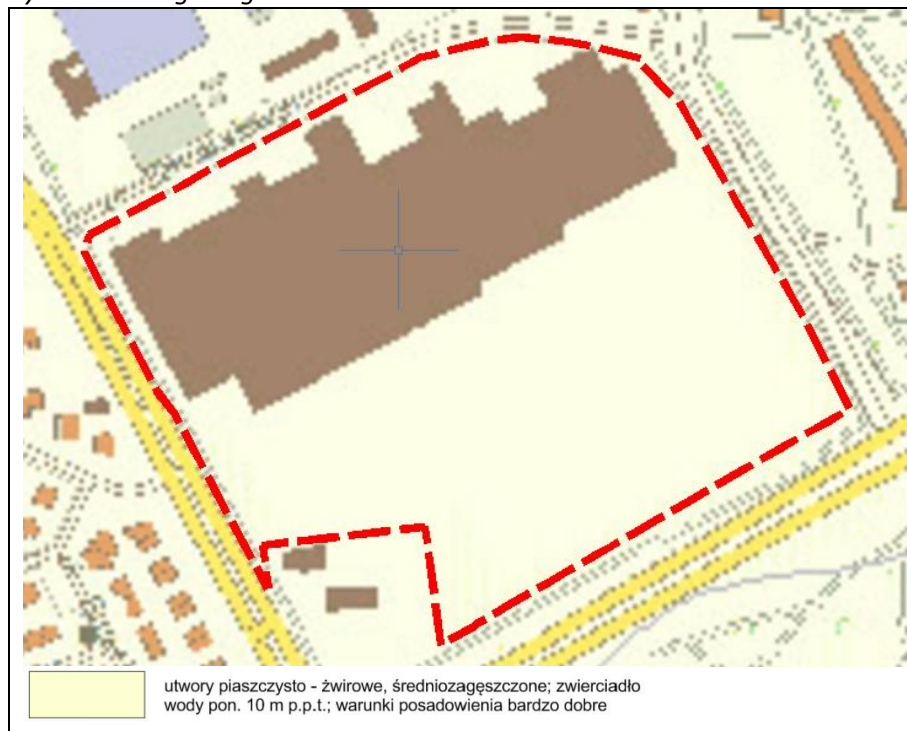 utwory piaszczysto - żwirowe, średniozagęszczone; zwierciadło
wody pon. 10 m p.p.t.; warunki posadowienia bardzo dobre